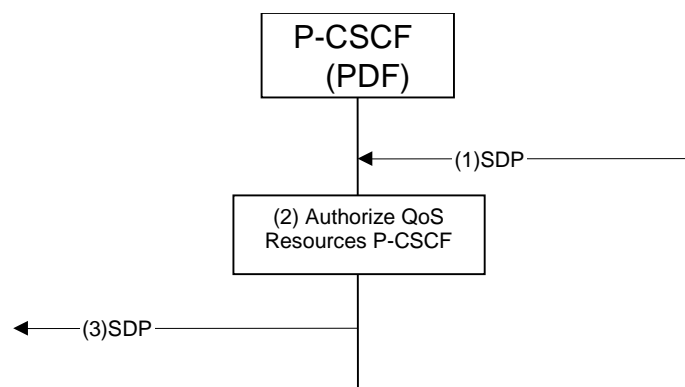 P-CSCF
(PDF)
(1)SDP
(2) Authorize QoS
Resources P-CSCF
(3)SDP